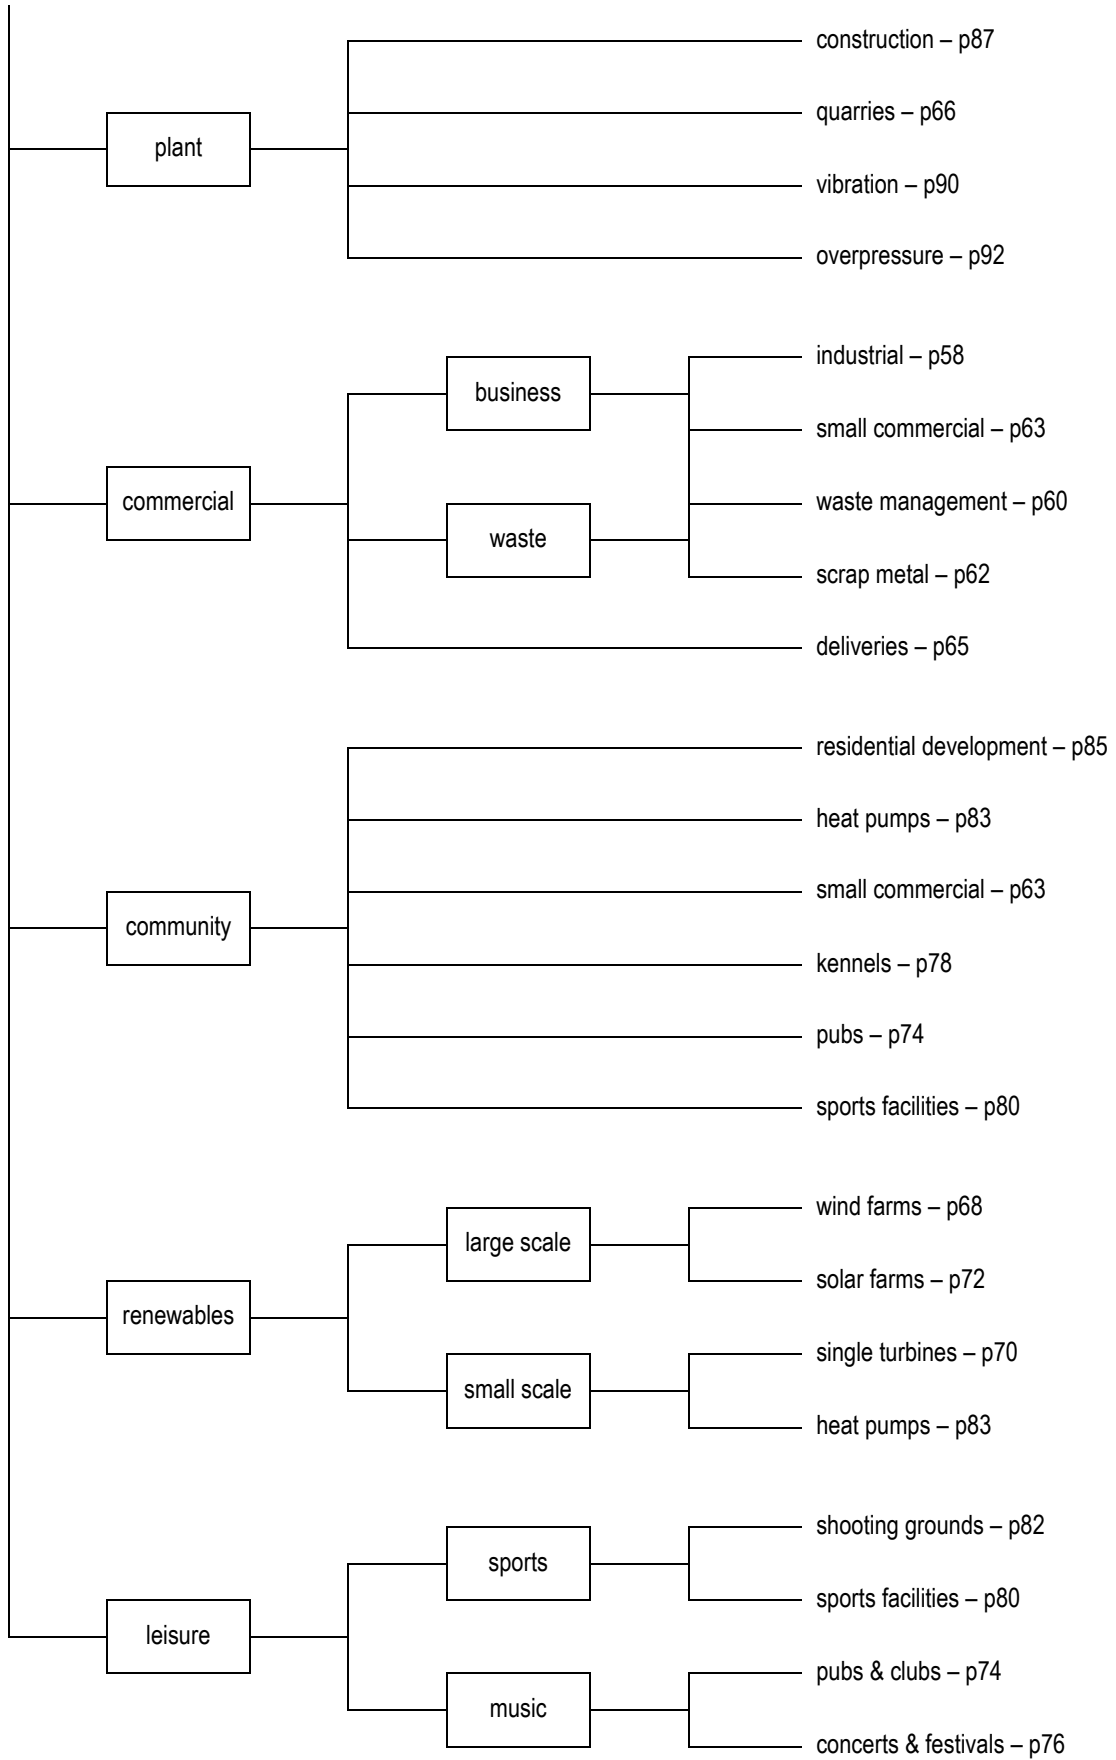 construction – p87
quarries – p66
plant
vibration – p90
overpressure – p92
industrial – p58
business
small commercial – p63
commercial
waste management – p60
waste
scrap metal – p62
deliveries – p65
residential development – p85
heat pumps – p83
small commercial – p63
community
kennels – p78
pubs – p74
sports facilities – p80
wind farms – p68
large scale
solar farms – p72
renewables
single turbines – p70
small scale
heat pumps – p83
shooting grounds – p82
sports
sports facilities – p80
leisure
pubs & clubs – p74
music
concerts & festivals – p76